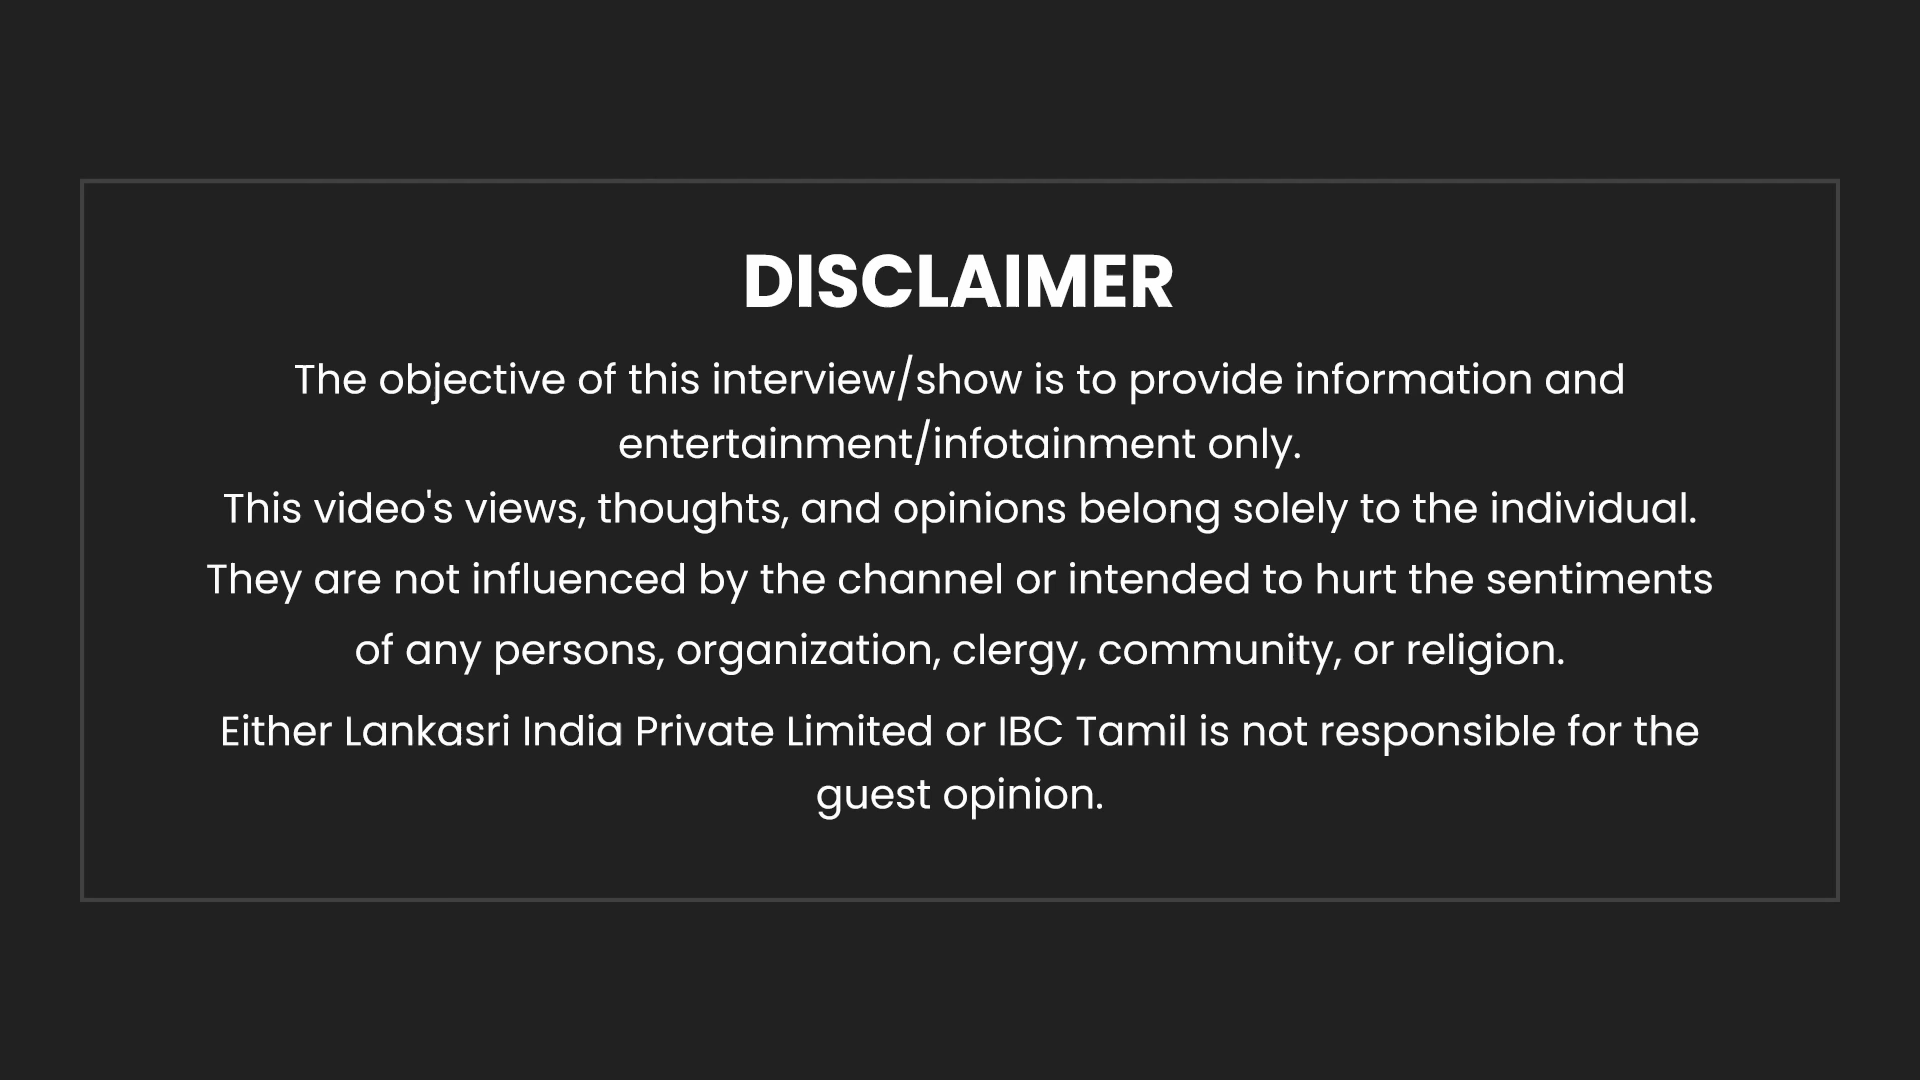 DISCLAIMER
The objective of this interview/show is to provide information and
entertainment/infotainment only.
This video's views, thoughts, and opinions belong solely to the individual.
They are not influenced by the channel or intended to hurt the sentiments
of any persons, organization, clergy, community, or religion.
Either Lankasri India Private Limited or IBC Tamil is not responsible for the
guest opinion.